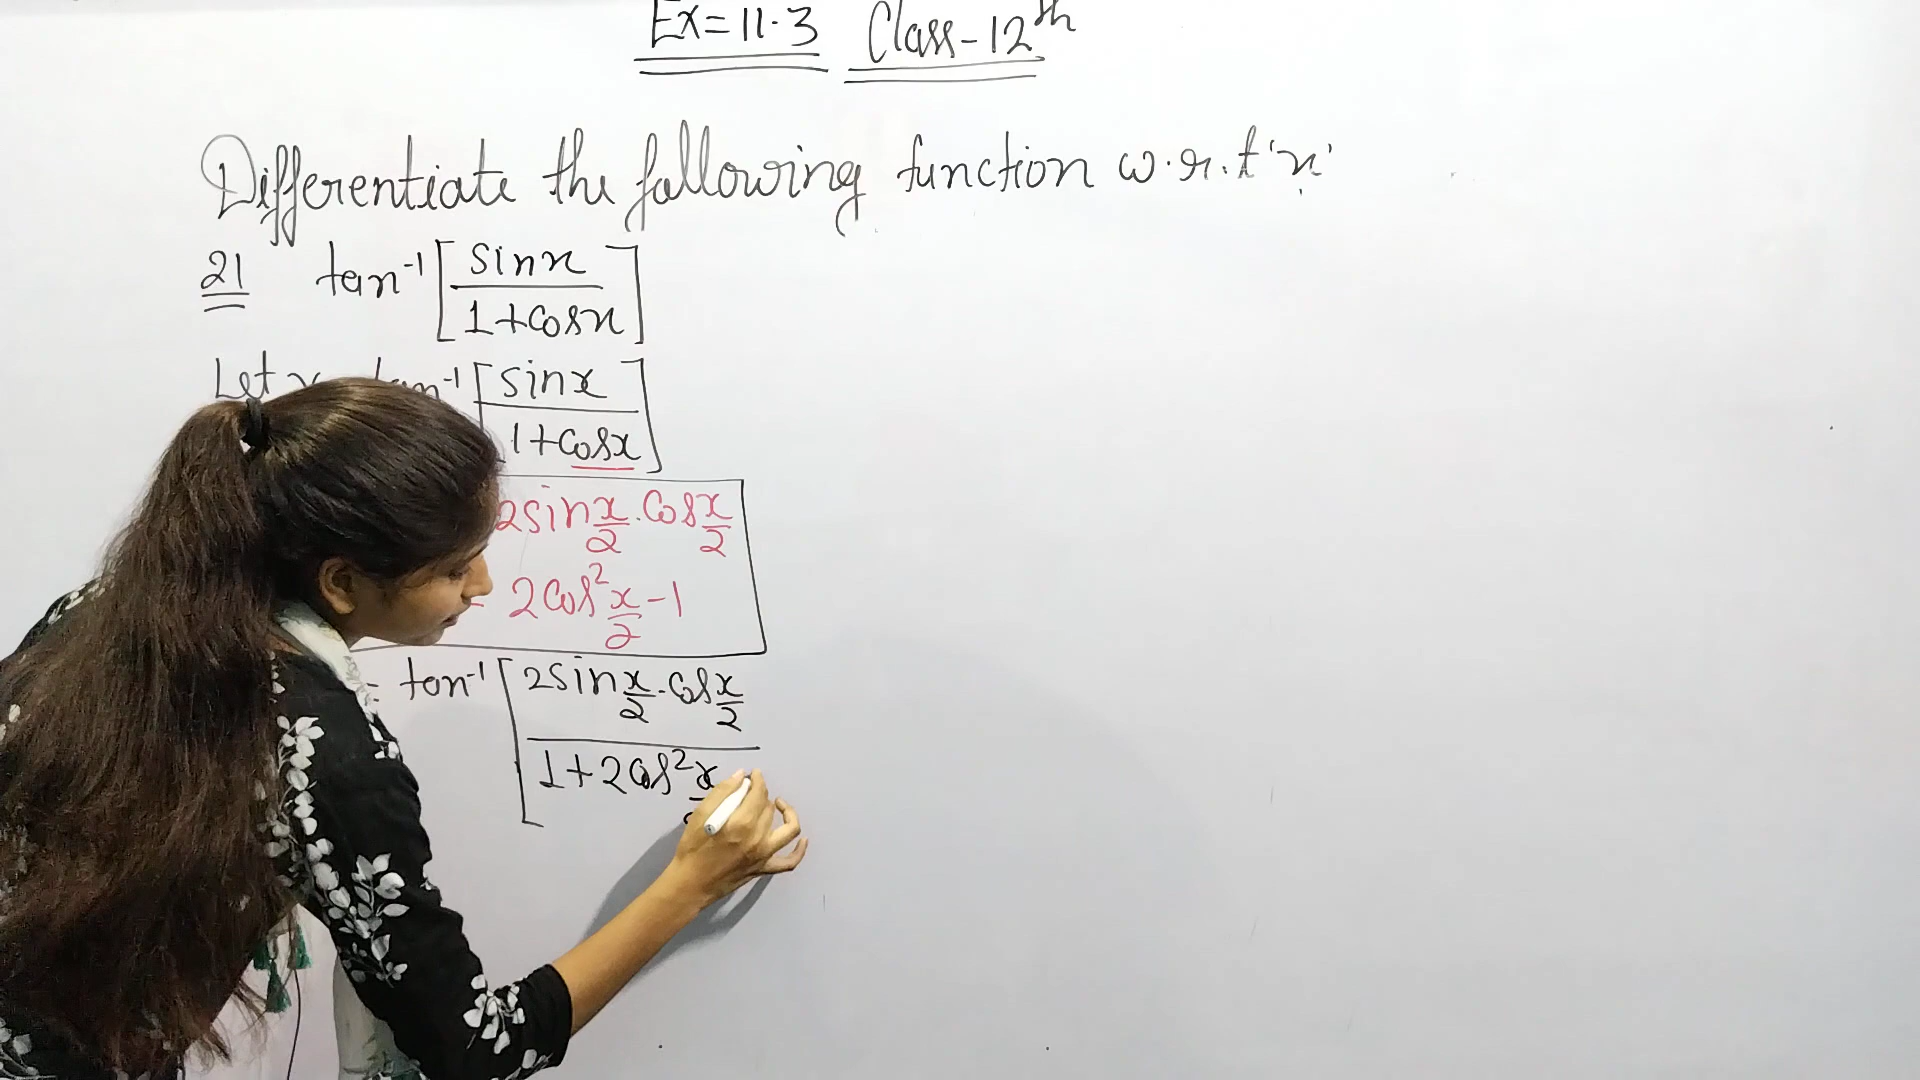 Ex = 11.3 Class - 12th
Differentiate the following function w.r.t 'x'
21 tan⁻¹ [ sinx / 1 + cosx ]
Let tan⁻¹ [ sinx / 1 + cosx ]
2sin x/2 . cos x/2
= 2cos² x/2 - 1
= tan⁻¹ [ 2sin x/2 . cos x/2
1 + 2cos² x